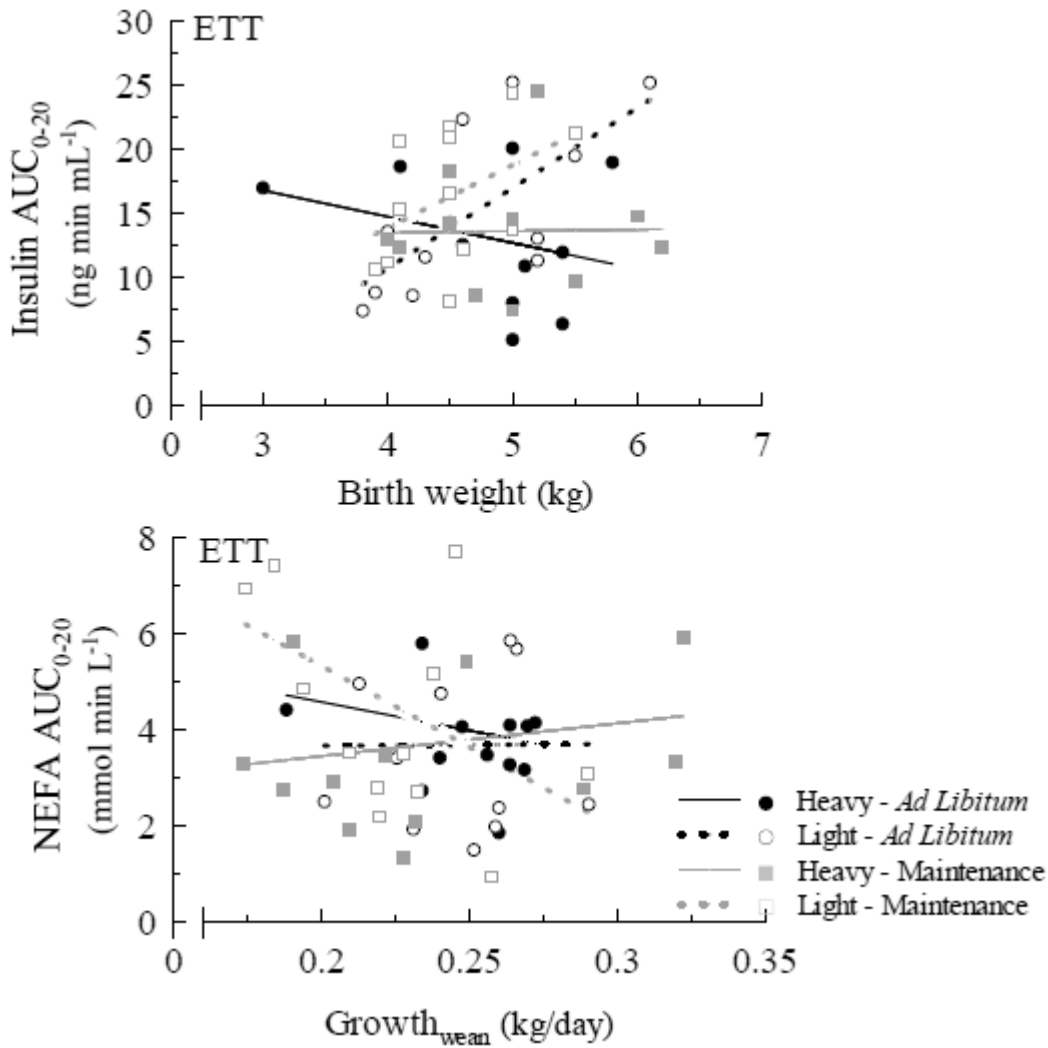 30
ETT
25
20
15
10
5
0
Insulin AUC0-20
(ng min mL-1)
0 3 4 5 6 7
Birth weight (kg)
8
ETT
6
4
2
0
NEFA AUC0-20
(mmol min L-1)
Heavy - Ad Libitum
Light - Ad Libitum
Heavy - Maintenance
Light - Maintenance
0 0.2 0.25 0.3 0.35
Growthwean (kg/day)